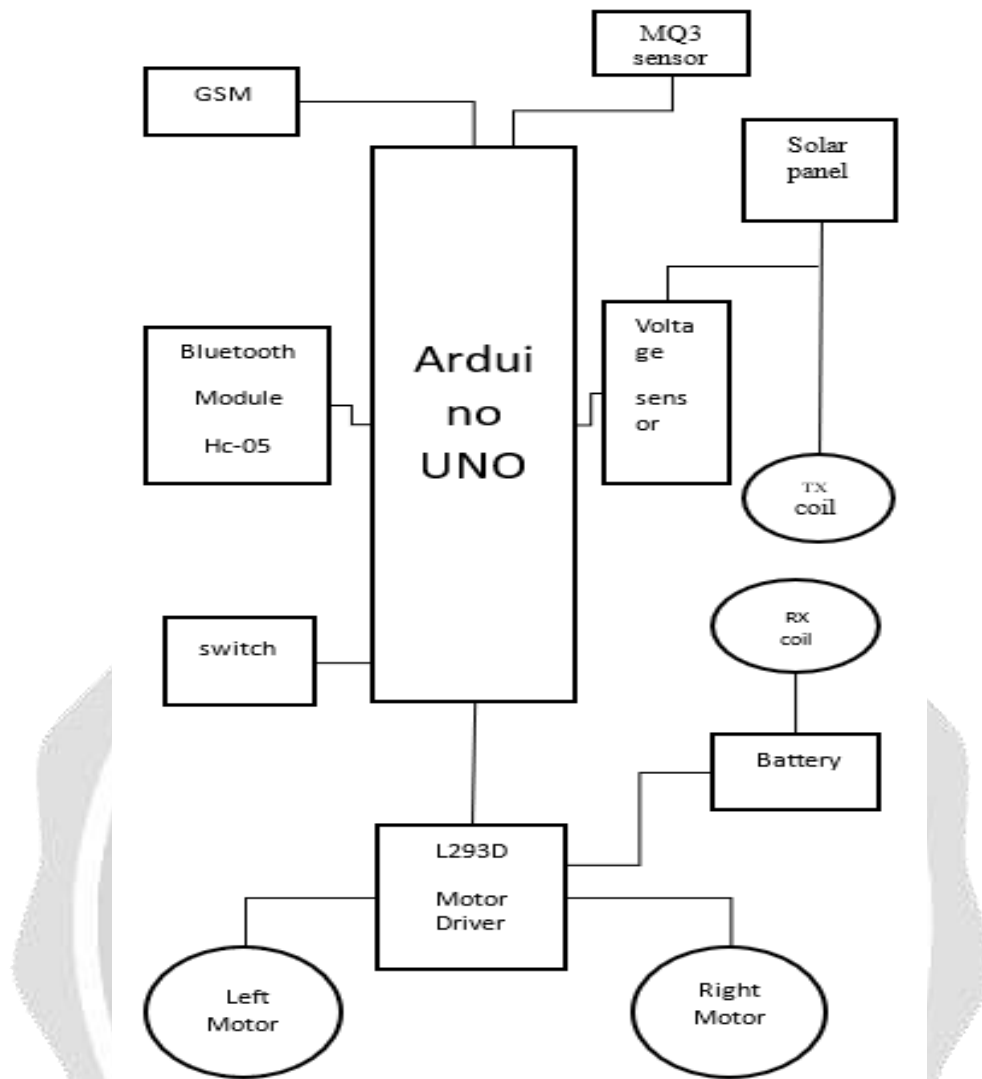 MQ3
sensor
GSM
Solar
panel
Ardui
no
UNO
Bluetooth
Module
Hc-05
Volta
ge
sens
or
TX
coil
RX
coil
switch
Battery
L293D
Motor
Driver
Left
Motor
Right
Motor